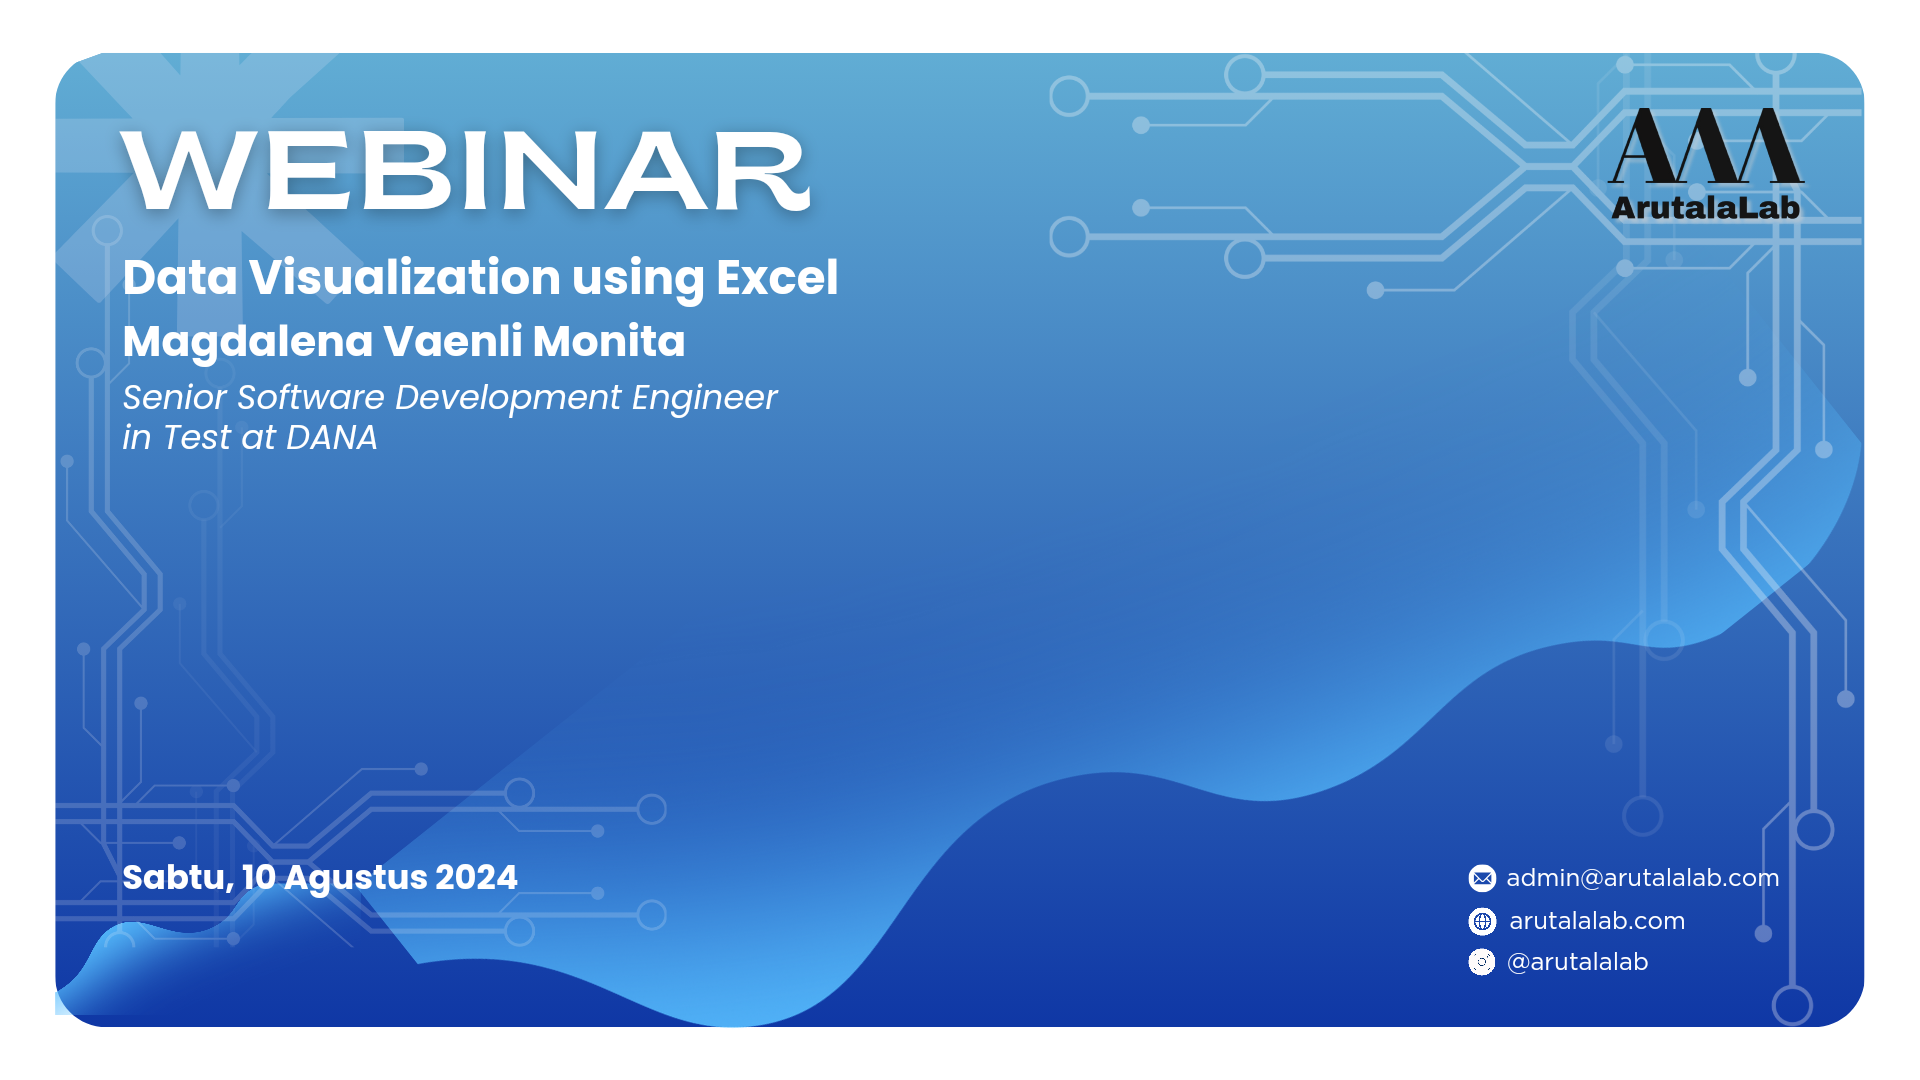 WEBINAR
Data Visualization using Excel
Magdalena Vaenli Monita
Senior Software Development Engineer
in Test at DANA
AAA
ArutalaLab
Sabtu, 10 Agustus 2024
admin@arutalalab.com
arutalalab.com
@arutalalab